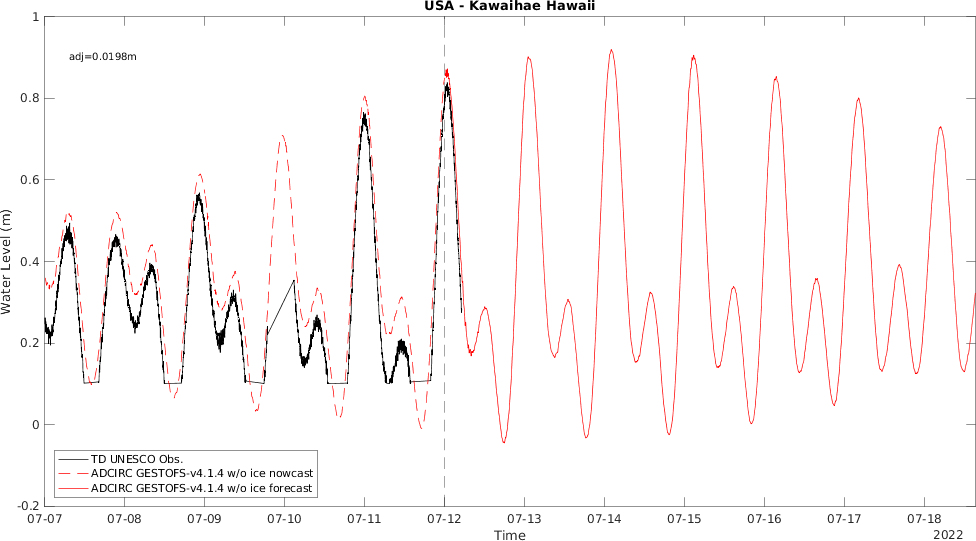 USA - Kawaihae Hawaii
1
adj=0.0198m
0.8
0.6
Water Level (m)
0.4
0.2
0
TD UNESCO Obs.
ADCIRC GESTOFS-v4.1.4 w/o ice nowcast
ADCIRC GESTOFS-v4.1.4 w/o ice forecast
-0.2
07-07 07-08 07-09 07-10 07-11 07-12 07-13 07-14 07-15 07-16 07-17 07-18
Time
2022